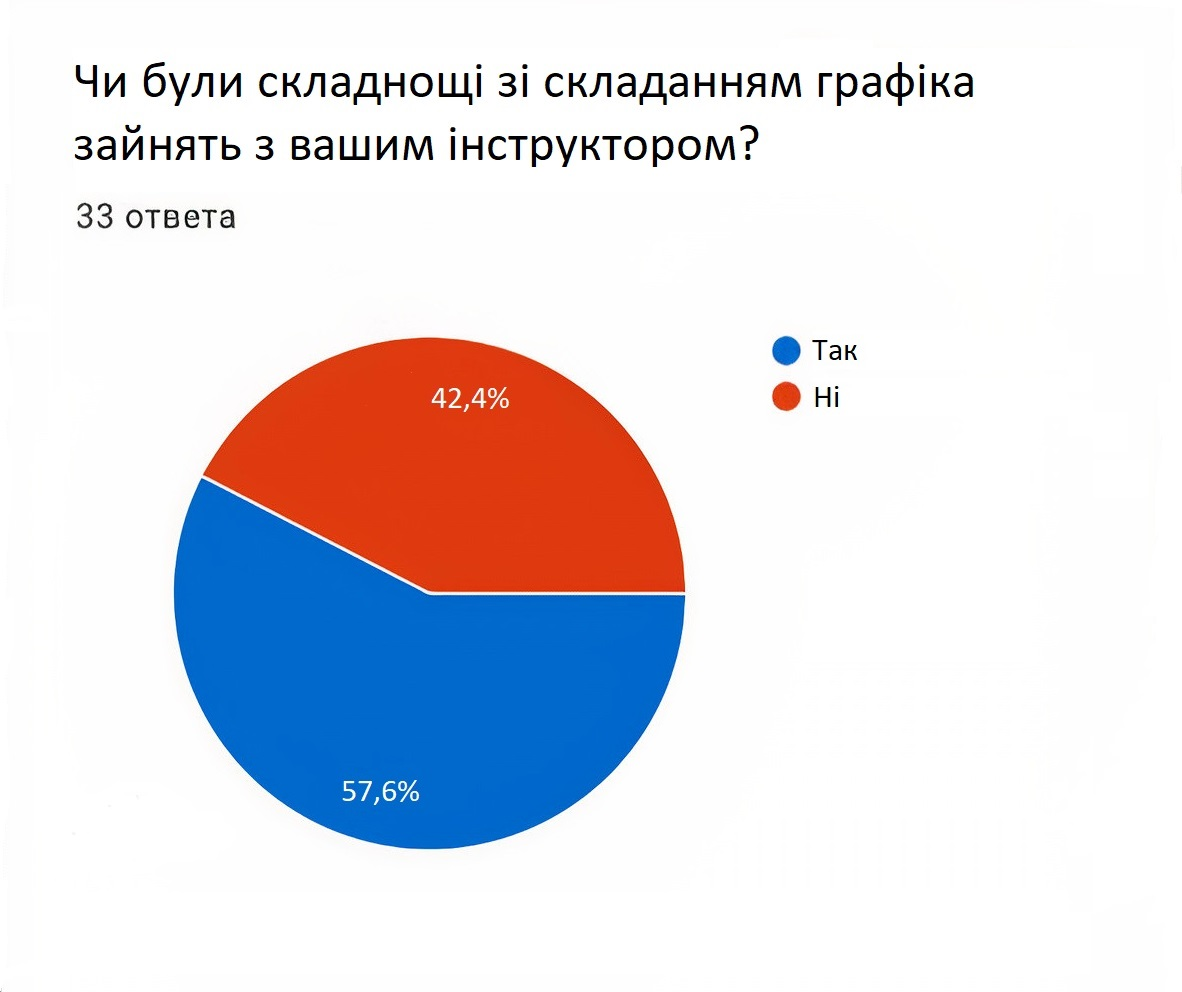 Чи були складнощі зі складанням графіка
зайнять з вашим інструктором?
33 ответа
Так
Ні
42,4%
57,6%